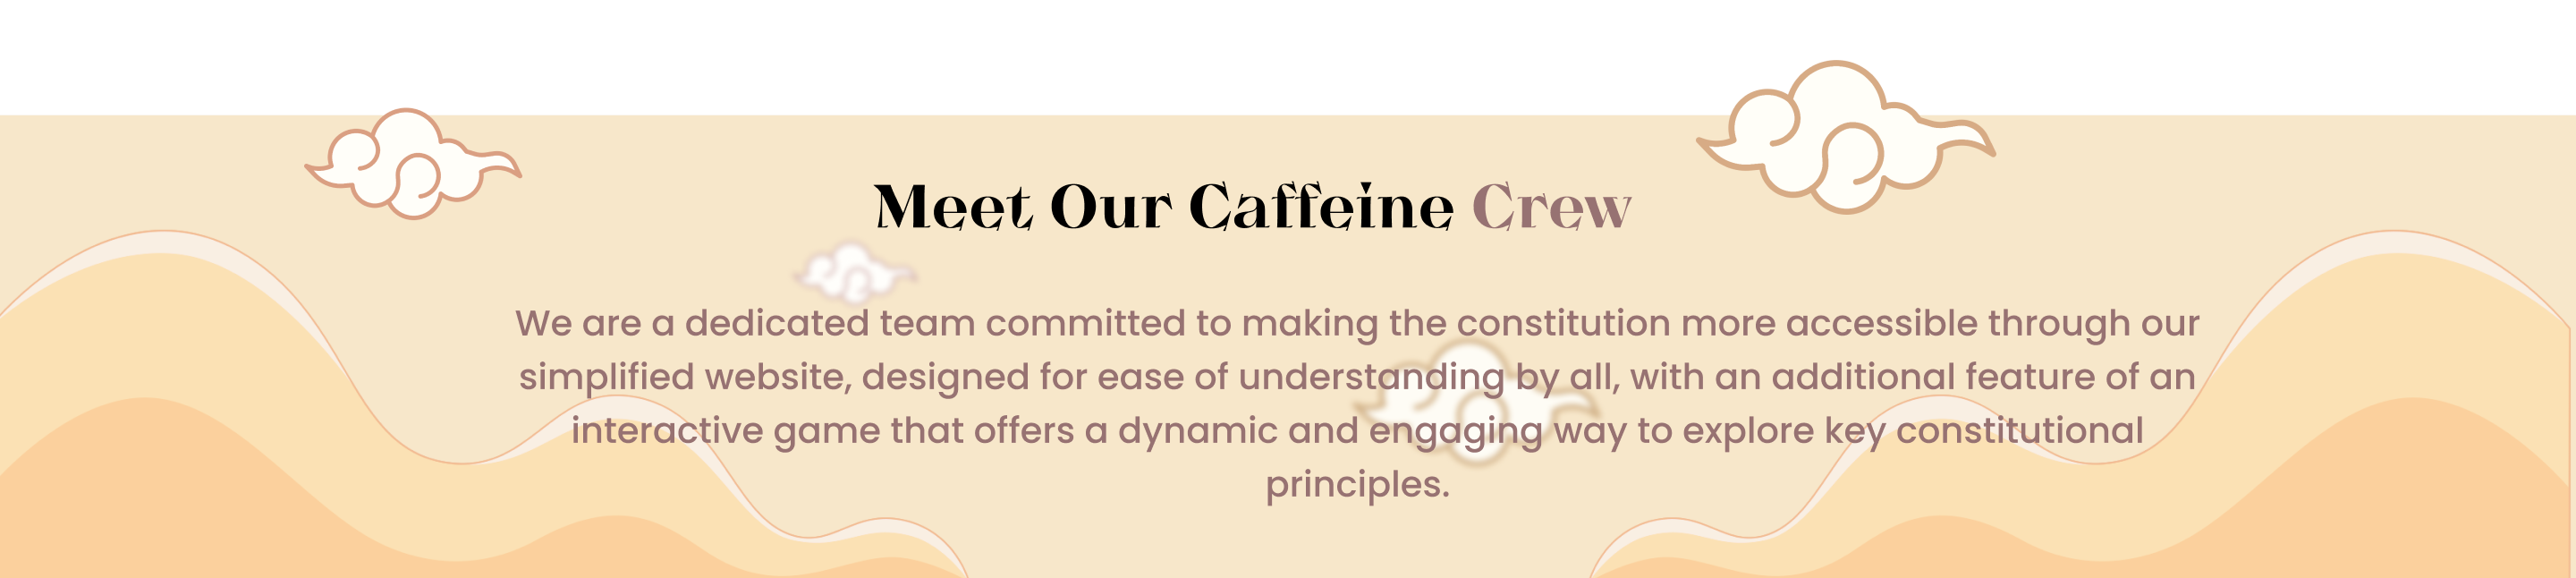 Meet Our Caffeine Crew
We are a dedicated team committed to making the constitution more accessible through our
simplified website, designed for ease of understanding by all, with an additional feature of an
interactive game that offers a dynamic and engaging way to explore key constitutional
principles.